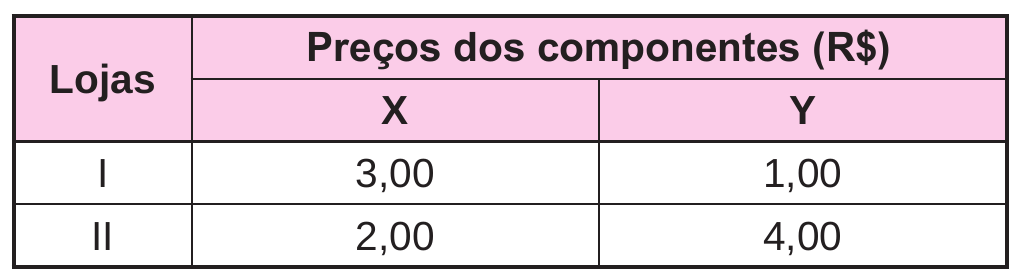 Lojas
Preços dos componentes (R$)
X Y
I 3,00 1,00
II 2,00 4,00